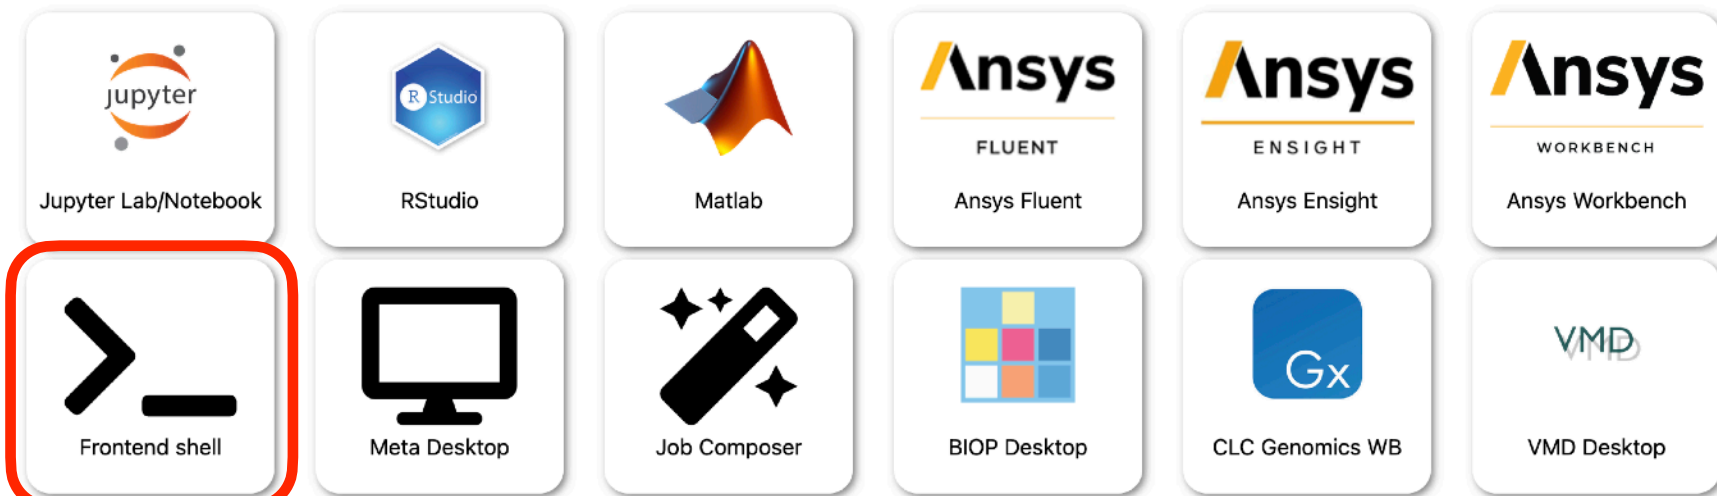 jupyter
Jupyter Lab/Notebook
R Studio
RStudio
Matlab
Ansys
FLUENT
Ansys Fluent
Ansys
ENSIGHT
Ansys Ensight
Ansys
WORKBENCH
Ansys Workbench
Frontend shell
Meta Desktop
Job Composer
BIOP Desktop
Gx
CLC Genomics WB
VMD
VMD Desktop